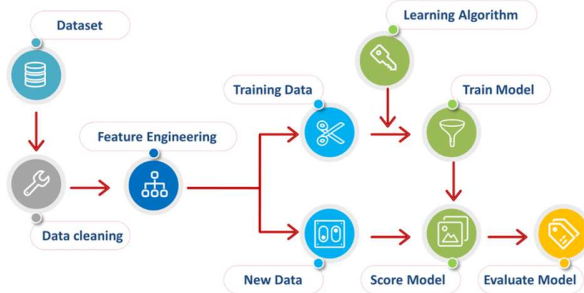 Dataset
Learning Algorithm
Training Data
Train Model
Feature Engineering
Data cleaning
New Data
Score Model
Evaluate Model